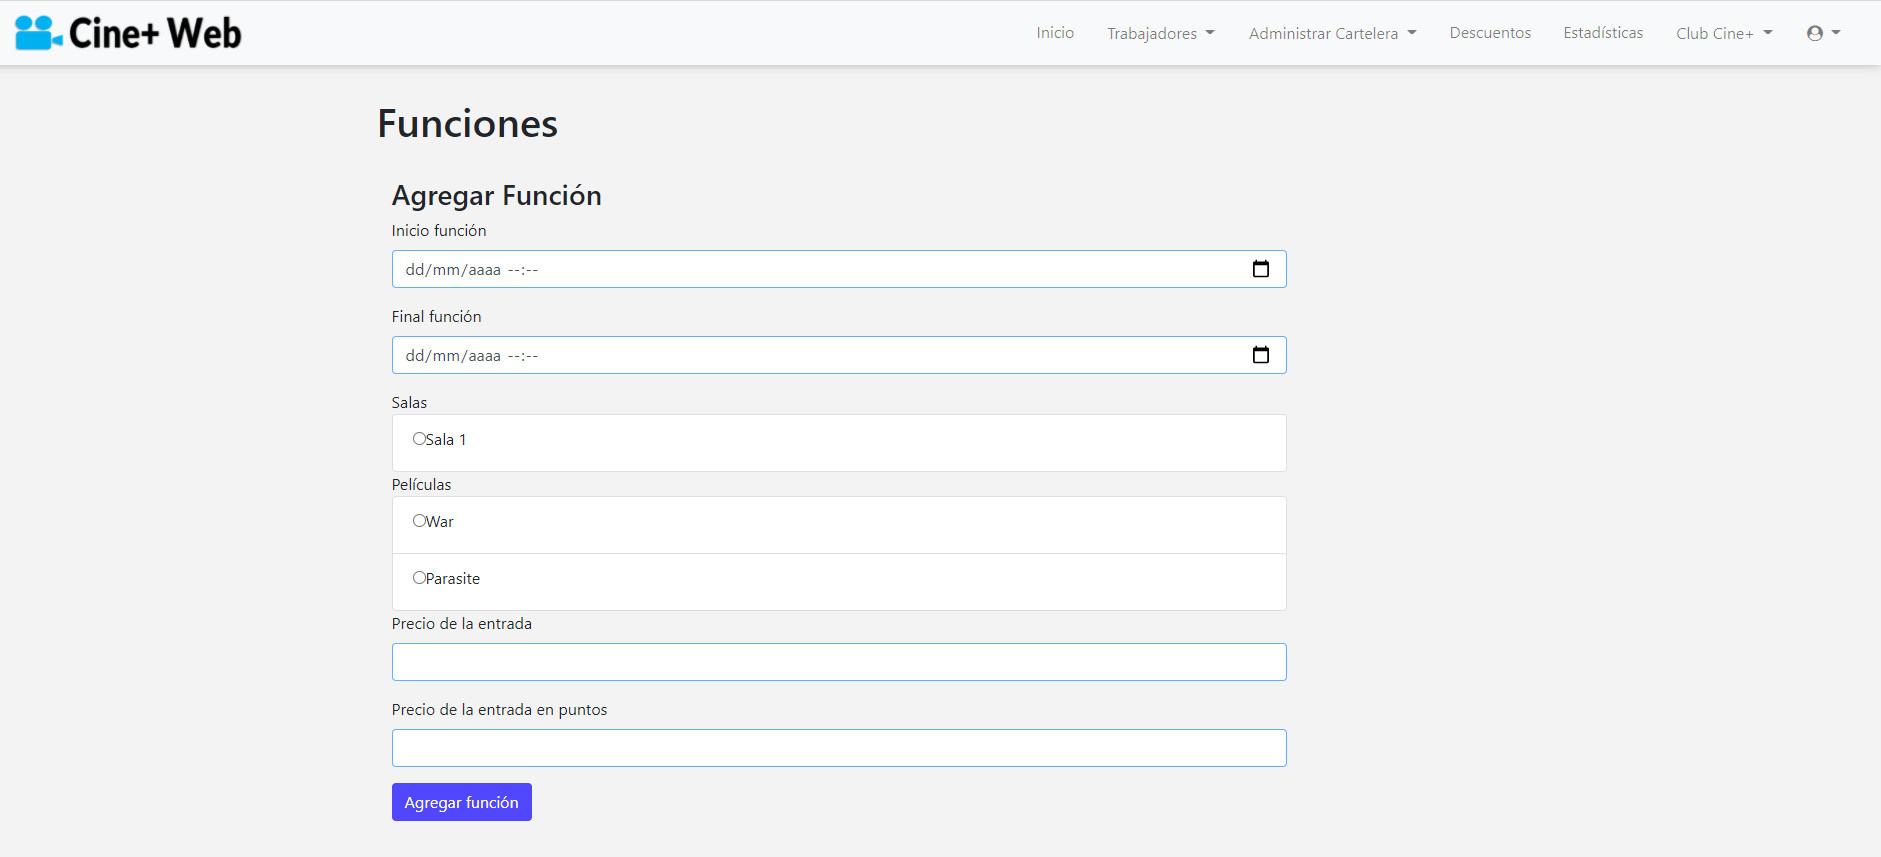 Cine+ Web
Inicio Trabajadores Administrar Cartelera Descuentos Estadísticas Club Cine+
Funciones
Agregar Función
Inicio función
dd/mm/aaaa --:--
Final función
dd/mm/aaaa --:--
Salas
Sala 1
Películas
War
Parasite
Precio de la entrada
Precio de la entrada en puntos
Agregar función